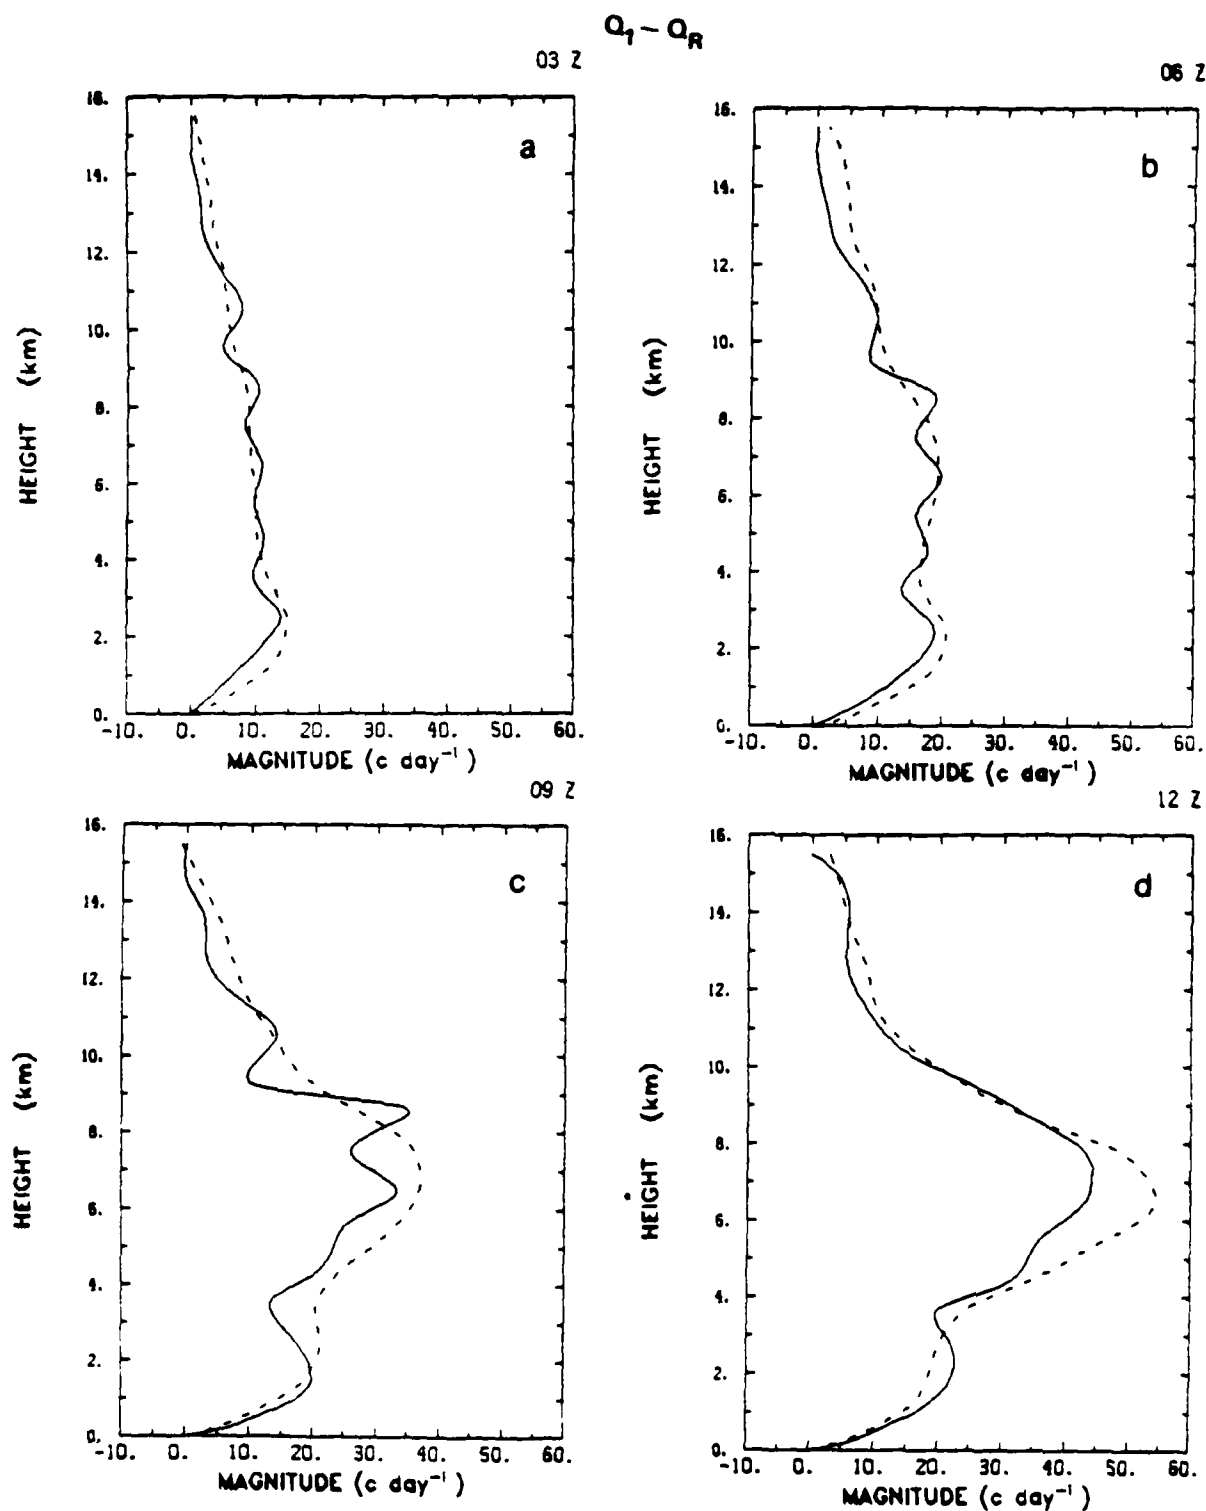 Q1 – QR
03 Z
a
16.
14.
12.
10.
8.
6.
4.
2.
0.
HEIGHT (km)
-10. 0. 10. 20. 30. 40. 50. 60.
MAGNITUDE (c day⁻¹)
06 Z
b
16.
14.
12.
10.
8.
6.
4.
2.
0.
HEIGHT (km)
-10. 0. 10. 20. 30. 40. 50. 60.
MAGNITUDE (c day⁻¹)
09 Z
c
16.
14.
12.
10.
8.
6.
4.
2.
0.
HEIGHT (km)
-10. 0. 10. 20. 30. 40. 50. 60.
MAGNITUDE (c day⁻¹)
12 Z
d
16.
14.
12.
10.
8.
6.
4.
2.
0.
HEIGHT (km)
-10. 0. 10. 20. 30. 40. 50. 60.
MAGNITUDE (c day⁻¹)